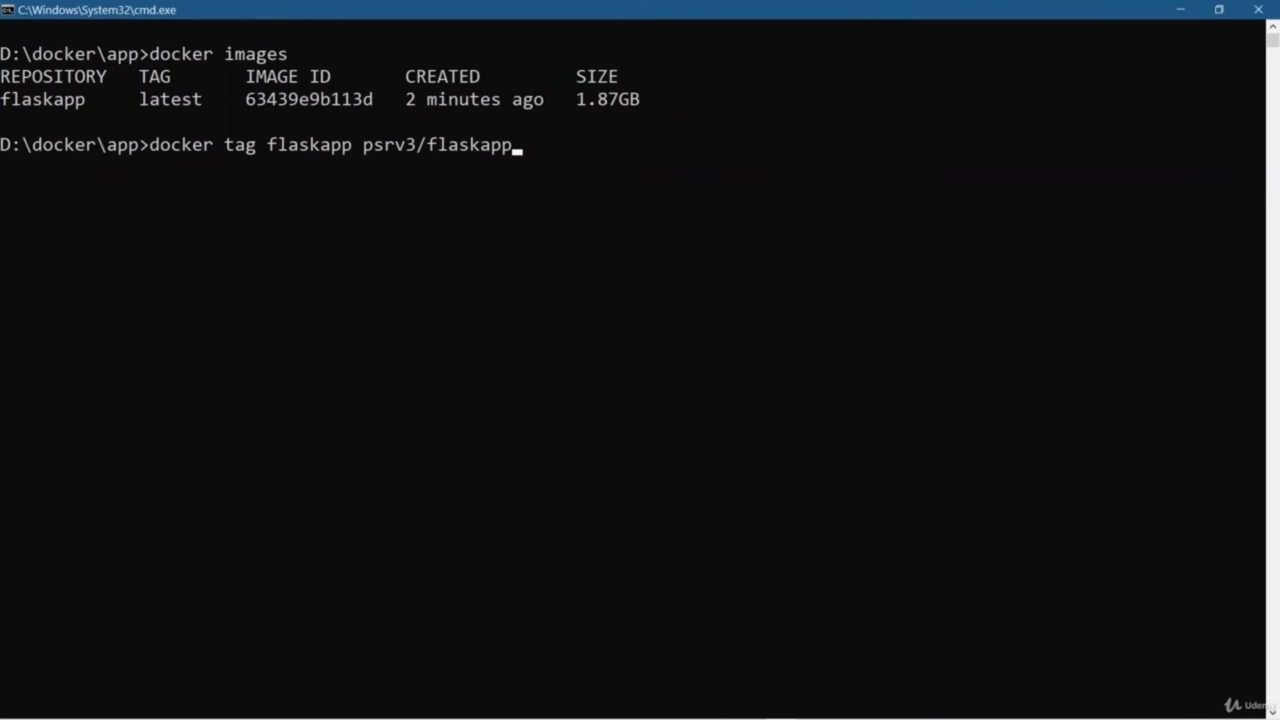 C:\Windows\System32\cmd.exe
D:\docker\app>docker images
REPOSITORY TAG IMAGE ID CREATED SIZE
flaskapp latest 63439e9b113d 2 minutes ago 1.87GB
D:\docker\app>docker tag flaskapp psrv3/flaskapp